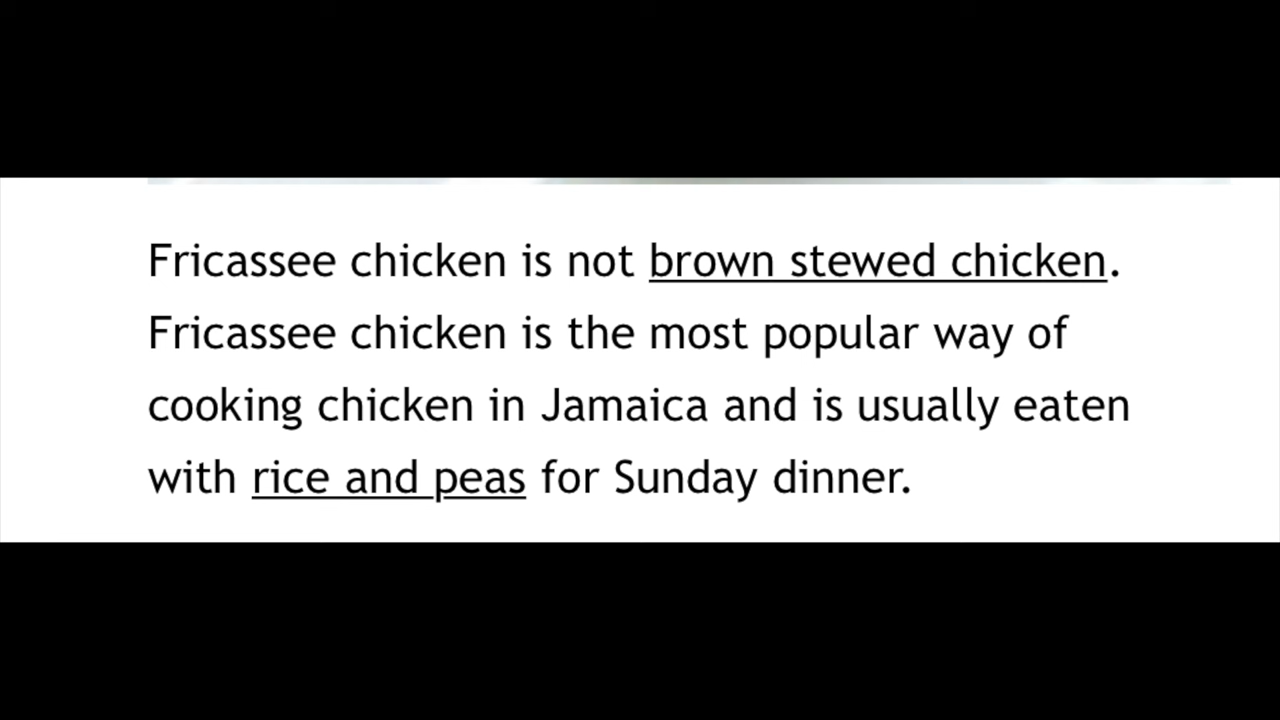 Fricassee chicken is not brown stewed chicken.
Fricassee chicken is the most popular way of
cooking chicken in Jamaica and is usually eaten
with rice and peas for Sunday dinner.